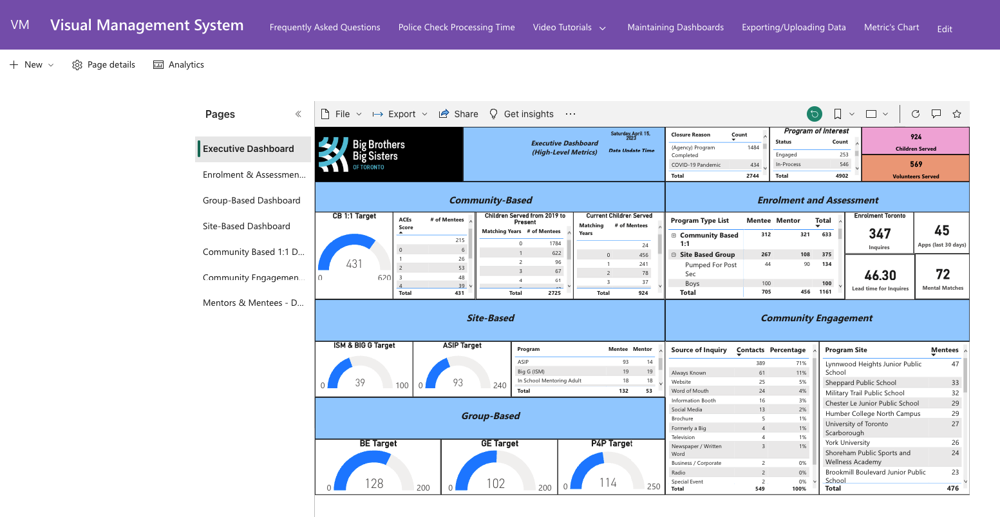 VM Visual Management System Frequently Asked Questions Police Check Processing Time Video Tutorials Maintaining Dashboards Exporting/Uploading Data Metric's Chart Edit
New Page details Analytics
Pages
Executive Dashboard
Enrolment & Assessmen...
Group-Based Dashboard
Site-Based Dashboard
Community Based 1:1 D...
Community Engagemen...
Mentors & Mentees - D...
File Export Share Get insights ...
Big Brothers
Big Sisters
OF TORONTO
Executive Dashboard
(High-Level Metrics)
Saturday, April 15,
2023
Data Update Time
Closure Reason Count
(Agency) Program
Completed 1484
COVID-19 Pandemic 434
Total 2744
Program of Interest
Status Count
Engaged 253
In-Process 546
Total 4902
924
Children Served
569
Volunteers Served
Community-Based
CB 1:1 Target
431
0 620
ACEs
Score # of Mentees
215
0 6
1 26
2 53
3 48
4 39
Total 431
Children Served from 2019 to
Present
Matching Years # of Mentees
0 1784
1 622
2 96
3 67
4 61
Total 2725
Current Children Served
Matching
Years # of Mentees
24
0 456
1 241
2 78
3 37
Total 924
Enrolment and Assessment
Program Type List Mentee Mentor Total
Community Based
1:1 312 321 633
Site Based Group 267 108 375
Pumped For Post
Sec 44 90 134
Boys 100 100
Total 705 456 1161
Enrolment Toronto
347
Inquires
45
Apps (last 30 days)
46.30
Lead time for Inquires
72
Mental Matches
Site-Based
ISM & BIG G Target
39
0 100
ASIP Target
93
0 240
Program Mentee Mentor
ASIP 93 14
Big G (ISM) 19 19
In School Mentoring Adult 18 18
Total 132 53
Group-Based
BE Target
128
0 200
GE Target
102
0 200
P4P Target
114
0 250
Community Engagement
Source of Inquiry Contacts Percentage
389 71%
Always Known 61 11%
Website 25 5%
Word of Mouth 24 4%
Information Booth 16 3%
Social Media 13 2%
Brochure 5 1%
Formerly a Big 4 1%
Television 4 1%
Newspaper / Written
Word 3 1%
Business / Corporate 2 0%
Radio 2 0%
Special Event 2 0%
Total 549 100%
Program Site Mentees
Lynnwood Heights Junior Public
School 47
Sheppard Public School 33
Military Trail Public School 32
Chester Le Junior Public School 29
Humber College North Campus 29
University of Toronto
Scarborough 27
York University 26
Shoreham Public Sports and
Wellness Academy 24
Brookmill Boulevard Junior Public
School 23
Total 476